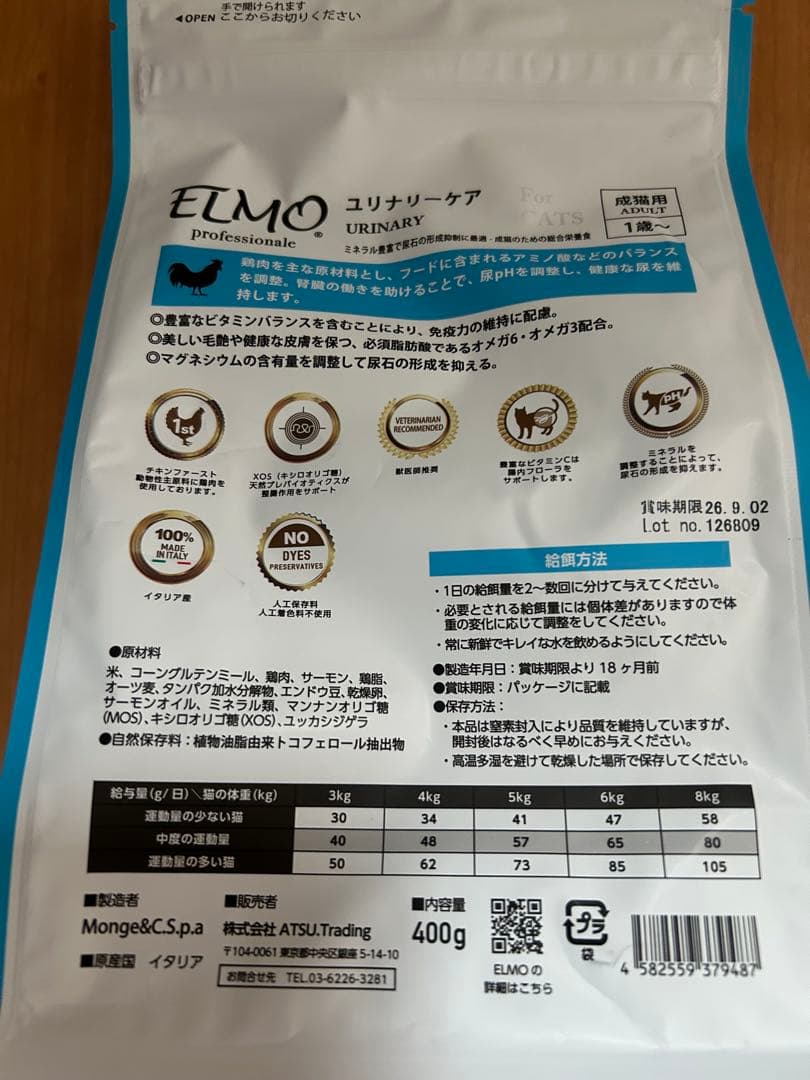 手で開けられます
◀OPEN ここからお切りください
ELMO®
professionale
ユリナリーケア
URINARY
For
CATS
成猫用
ADULT
1歳～
ミネラル豊富で尿石の形成抑制に最適・成猫のための総合栄養食
鶏肉を主な原材料とし、フードに含まれるアミノ酸などのバランス
を調整。腎臓の働きを助けることで、尿pHを調整し、健康な尿を維
持します。
◎豊富なビタミンバランスを含むことにより、免疫力の維持に配慮。
◎美しい毛艶や健康な皮膚を保つ、必須脂肪酸であるオメガ6・オメガ3配合。
◎マグネシウムの含有量を調整して尿石の形成を抑える。
1st
チキンファースト
動物性主原料に鶏肉を
使用しております。
XOS（キシロオリゴ糖）
天然プレバイオティクスが
整腸作用をサポート
VETERINARIAN
RECOMMENDED
獣医師推奨
豊富なビタミンCは
腸内フローラを
サポートします。
pH
ミネラルを
調整することによって、
尿石の形成を抑えます。
100%
MADE
IN ITALY
イタリア産
NO
DYES
PRESERVATIVES
人工保存料
人工着色料不使用
賞味期限26.9.02
Lot no.126809
給餌方法
・1日の給餌量を2～数回に分けて与えてください。
・必要とされる給餌量には個体差がありますので体
重の変化に応じて調整をしてください。
・常に新鮮でキレイな水を飲めるようにしてください。
●製造年月日：賞味期限より18ヶ月前
●賞味期限：パッケージに記載
●保存方法：
・本品は窒素封入により品質を維持していますが、
開封後はなるべく早めにお与えください。
・高温多湿を避けて乾燥した場所で保存してください。
●原材料
米、コーングルテンミール、鶏肉、サーモン、鶏脂、
オーツ麦、タンパク加水分解物、エンドウ豆、乾燥卵、
サーモンオイル、ミネラル類、マンナンオリゴ糖
(MOS)、キシロオリゴ糖(XOS)、ユッカシジゲラ
●自然保存料：植物油脂由来トコフェロール抽出物
給与量(g/日)＼猫の体重(kg) 3kg 4kg 5kg 6kg 8kg
運動量の少ない猫 30 34 41 47 58
中度の運動量 40 48 57 65 80
運動量の多い猫 50 62 73 85 105
■製造者
Monge&C.S.p.a
■原産国 イタリア
■販売者
株式会社 ATSU.Trading
〒104-0061 東京都中央区銀座 5-14-10
お問合せ先 TEL.03-6226-3281
■内容量
400g
ELMOの
詳細はこちら
プラ
袋
4 582559 379487